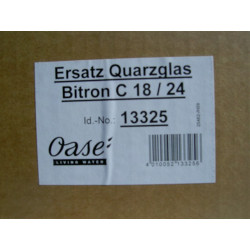 Ersatz Quarzglas
Bitron C 18 / 24
Id.-No.: 13325
Oase
LIVING WATER